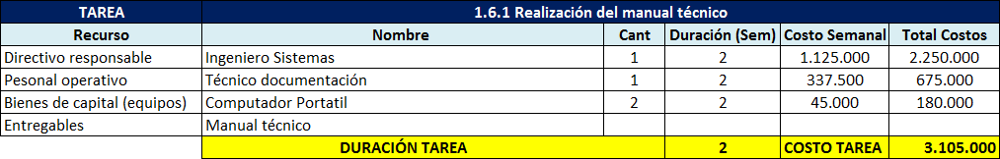 TAREA 1.6.1 Realización del manual técnico
Recurso Nombre Cant Duración (Sem) Costo Semanal Total Costos
Directivo responsable Ingeniero Sistemas 1 2 1.125.000 2.250.000
Pesonal operativo Técnico documentación 1 2 337.500 675.000
Bienes de capital (equipos) Computador Portatil 2 2 45.000 180.000
Entregables Manual técnico
DURACIÓN TAREA 2 COSTO TAREA 3.105.000